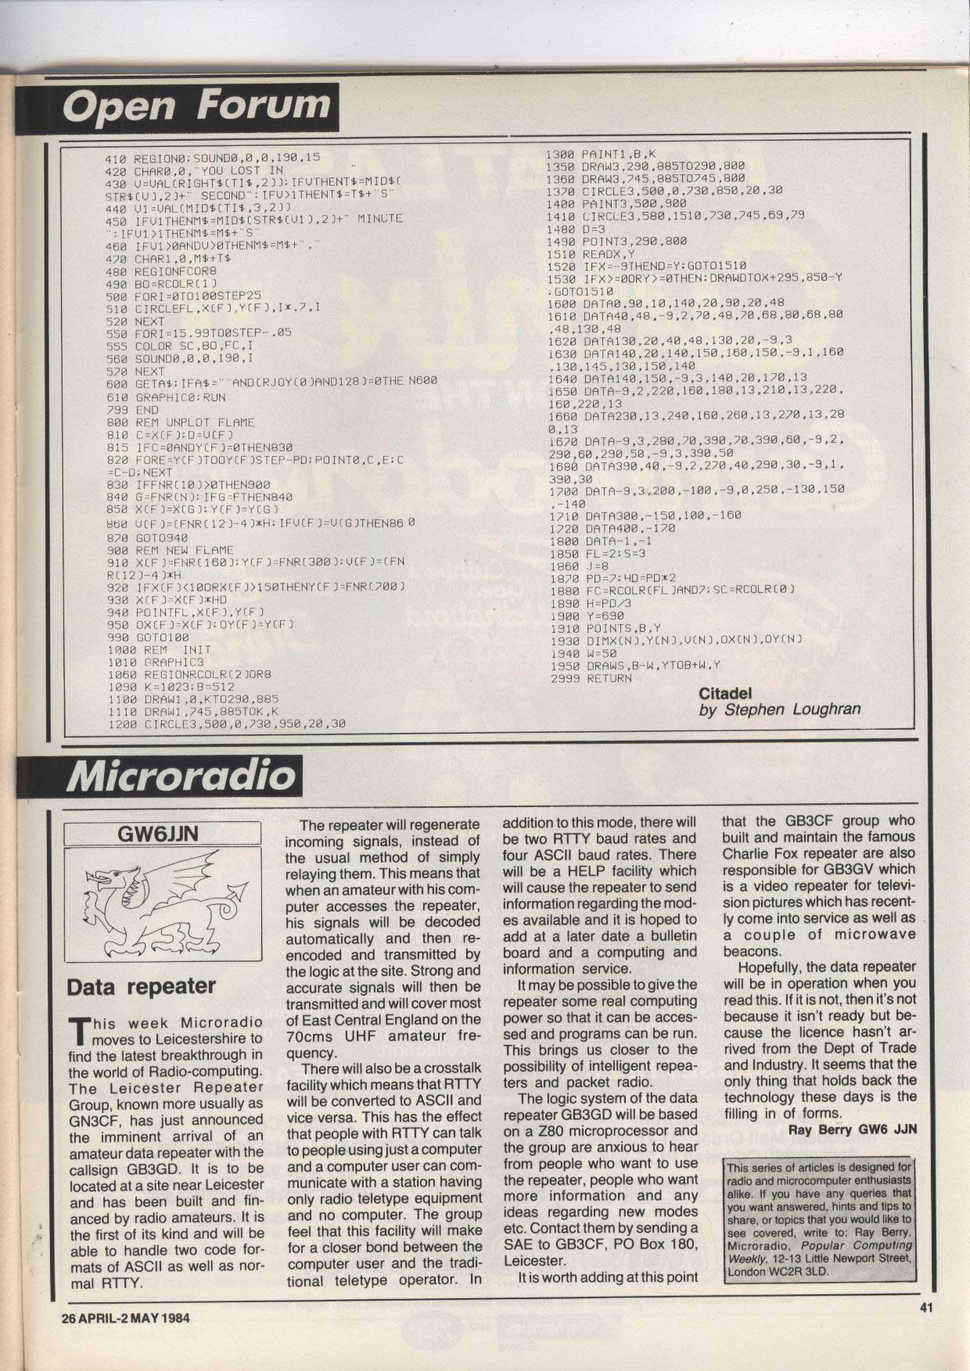 Open Forum
410 REGION0:SOUND0,0,0,190,15
420 CHAR0,0,"YOU LOST IN
430 V=VAL(RIGHT$(TI$,2)):IFVTHENT$=MID$(
STR$(V),2)+" SECOND":IFV>1THENT$=T$+"S"
440 V1=VAL(MID$(TI$,3,2))
450 IFV1THENM$=MID$(STR$(V1),2)+" MINUTE
":IFV1>1THENM$=M$+"S"
460 IFV1>0ANDV>0THENM$=M$+","
470 CHAR1,0,M$+T$
480 REGIONFCOR8
490 BO=RCOLR(1)
500 FORI=0TO100STEP25
510 CIRCLEFL,X(F),Y(F),I*.7,I
520 NEXT
550 FORI=15.99TO0STEP-.05
555 COLOR SC,BO,FC,I
560 SOUND0,0,0,190,I
570 NEXT
600 GETA$:IFA$=""AND(RJOY(0)AND128)=0THE N600
610 GRAPHIC0:RUN
799 END
800 REM UNPLOT FLAME
810 C=X(F):D=V(F)
815 IFC=0ANDY(F)=0THEN830
820 FORE=Y(F)TOOY(F)STEP-PD:POINT0,C,E:C
=C-D:NEXT
830 IFFNR(10)>0THEN900
840 G=FNR(N):IFG=FTHEN840
850 X(F)=X(G):Y(F)=Y(G)
860 V(F)=(FNR(12)-4)*H:IFV(F)=V(G)THEN86 0
870 GOTO940
900 REM NEW FLAME
910 X(F)=FNR(160):Y(F)=FNR(300):V(F)=(FN
R(12)-4)*H
920 IFX(F)<10ORX(F)>150THENY(F)=FNR(700)
930 X(F)=X(F)*HD
940 POINTFL,X(F),Y(F)
950 OX(F)=X(F):OY(F)=Y(F)
990 GOTO100
1000 REM  INIT
1010 GRAPHIC3
1060 REGIONRCOLR(2)OR8
1090 K=1023:B=512
1100 DRAW1,0,KTO290,885
1110 DRAW1,745,885TOK,K
1200 CIRCLE3,500,0,730,950,20,30
1300 PAINT1,B,K
1350 DRAW3,290,885TO290,800
1360 DRAW3,745,885TO745,800
1370 CIRCLE3,500,0,730,850,20,30
1400 PAINT3,500,900
1410 CIRCLE3,580,1510,730,745,69,79
1480 D=3
1490 POINT3,290,800
1510 READX,Y
1520 IFX=-9THEND=Y:GOTO1510
1530 IFX>=0ORY>=0THEN:DRAWDTOX+295,850-Y
:GOTO1510
1600 DATA0,90,10,140,20,90,20,48
1610 DATA40,48,-9,2,70,48,70,68,80,68,80
,48,130,48
1620 DATA130,20,40,48,130,20,-9,3
1630 DATA140,20,140,150,160,150,-9,1,160
,130,145,130,150,140
1640 DATA140,150,-9,3,140,20,170,13
1650 DATA-9,2,220,160,180,13,210,13,220,
160,220,13
1660 DATA230,13,240,160,260,13,270,13,28
0,13
1670 DATA-9,3,280,70,390,70,390,60,-9,2,
290,60,290,50,-9,3,390,50
1680 DATA390,40,-9,2,270,40,290,30,-9,1,
390,30
1700 DATA-9,3,200,-100,-9,0,250,-130,150
,-140
1710 DATA300,-150,100,-160
1720 DATA400,-170
1800 DATA-1,-1
1850 FL=2:S=3
1860 J=8
1870 PD=7:HD=PD*2
1880 FC=RCOLR(FL)AND7:SC=RCOLR(0)
1890 H=PD/3
1900 Y=690
1910 POINTS,B,Y
1930 DIMX(N),Y(N),V(N),OX(N),OY(N)
1940 W=50
1950 DRAWS,B-W,YTOB+W,Y
2999 RETURN
Citadel
by Stephen Loughran
Microradio
GW6JJN
Data repeater
This week Microradio
moves to Leicestershire to
find the latest breakthrough in
the world of Radio-computing.
The Leicester Repeater
Group, known more usually as
GN3CF, has just announced
the imminent arrival of an
amateur data repeater with the
callsign GB3GD. It is to be
located at a site near Leicester
and has been built and fin-
anced by radio amateurs. It is
the first of its kind and will be
able to handle two code for-
mats of ASCII as well as nor-
mal RTTY.
The repeater will regenerate
incoming signals, instead of
the usual method of simply
relaying them. This means that
when an amateur with his com-
puter accesses the repeater,
his signals will be decoded
automatically and then re-
encoded and transmitted by
the logic at the site. Strong and
accurate signals will then be
transmitted and will cover most
of East Central England on the
70cms UHF amateur fre-
quency.
There will also be a crosstalk
facility which means that RTTY
will be converted to ASCII and
vice versa. This has the effect
that people with RTTY can talk
to people using just a computer
and a computer user can com-
municate with a station having
only radio teletype equipment
and no computer. The group
feel that this facility will make
for a closer bond between the
computer user and the tradi-
tional teletype operator. In
addition to this mode, there will
be two RTTY baud rates and
four ASCII baud rates. There
will be a HELP facility which
will cause the repeater to send
information regarding the mod-
es available and it is hoped to
add at a later date a bulletin
board and a computing and
information service.
It may be possible to give the
repeater some real computing
power so that it can be acces-
sed and programs can be run.
This brings us closer to the
possibility of intelligent repea-
ters and packet radio.
The logic system of the data
repeater GB3GD will be based
on a Z80 microprocessor and
the group are anxious to hear
from people who want to use
the repeater, people who want
more information and any
ideas regarding new modes
etc. Contact them by sending a
SAE to GB3CF, PO Box 180,
Leicester.
It is worth adding at this point
that the GB3CF group who
built and maintain the famous
Charlie Fox repeater are also
responsible for GB3GV which
is a video repeater for televi-
sion pictures which has recent-
ly come into service as well as
a couple of microwave
beacons.
Hopefully, the data repeater
will be in operation when you
read this. If it is not, then it's not
because it isn't ready but be-
cause the licence hasn't ar-
rived from the Dept of Trade
and Industry. It seems that the
only thing that holds back the
technology these days is the
filling in of forms.
Ray Berry GW6 JJN
This series of articles is designed for
radio and microcomputer enthusiasts
alike. If you have any queries that
you want answered, hints and tips to
share, or topics that you would like to
see covered, write to: Ray Berry,
Microradio, Popular Computing
Weekly, 12-13 Little Newport Street,
London WC2R 3LD.
26 APRIL-2 MAY 1984
41